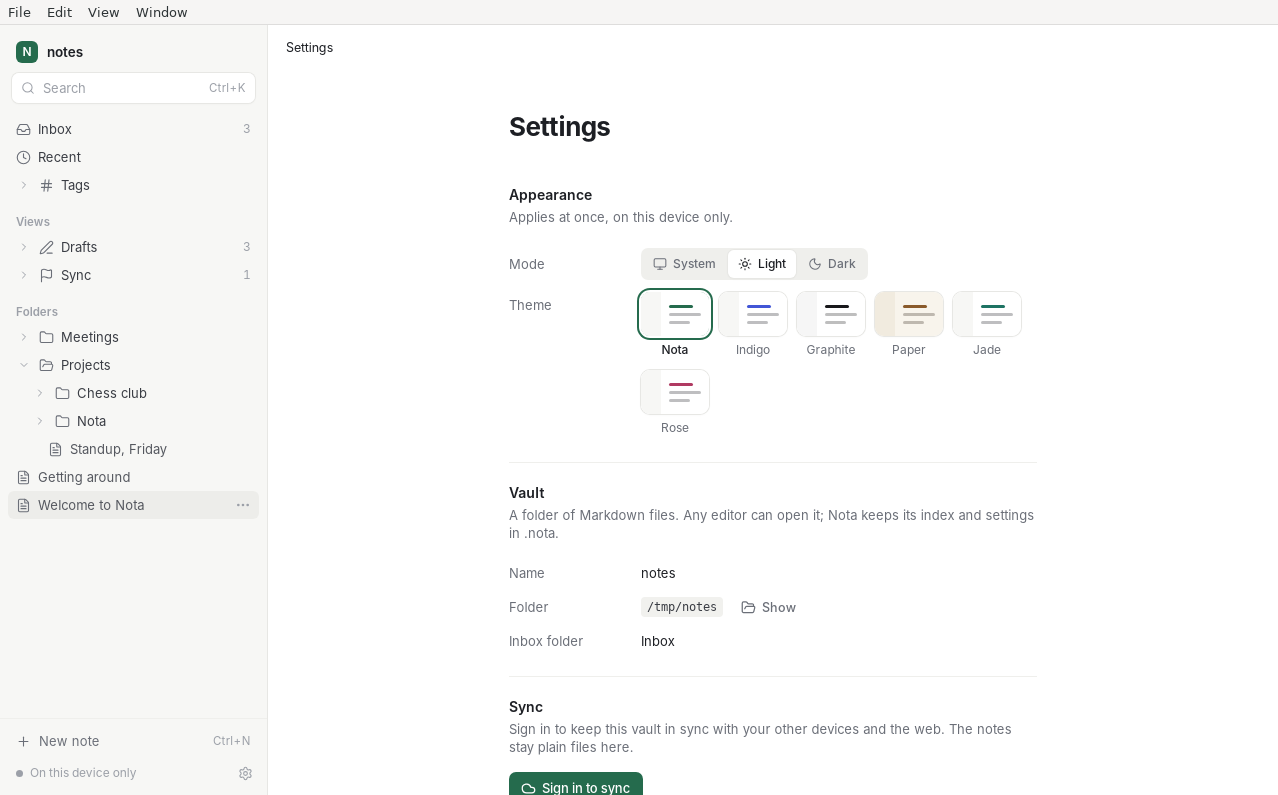 File Edit View Window
N notes
Search Ctrl+K
Inbox 3
Recent
Tags
Views
Drafts 3
Sync 1
Folders
Meetings
Projects
Chess club
Nota
Standup, Friday
Getting around
Welcome to Nota
New note Ctrl+N
On this device only
Settings
Settings
Appearance
Applies at once, on this device only.
Mode System Light Dark
Theme
Nota Indigo Graphite Paper Jade
Rose
Vault
A folder of Markdown files. Any editor can open it; Nota keeps its index and settings
in .nota.
Name notes
Folder /tmp/notes Show
Inbox folder Inbox
Sync
Sign in to keep this vault in sync with your other devices and the web. The notes
stay plain files here.
Sign in to sync